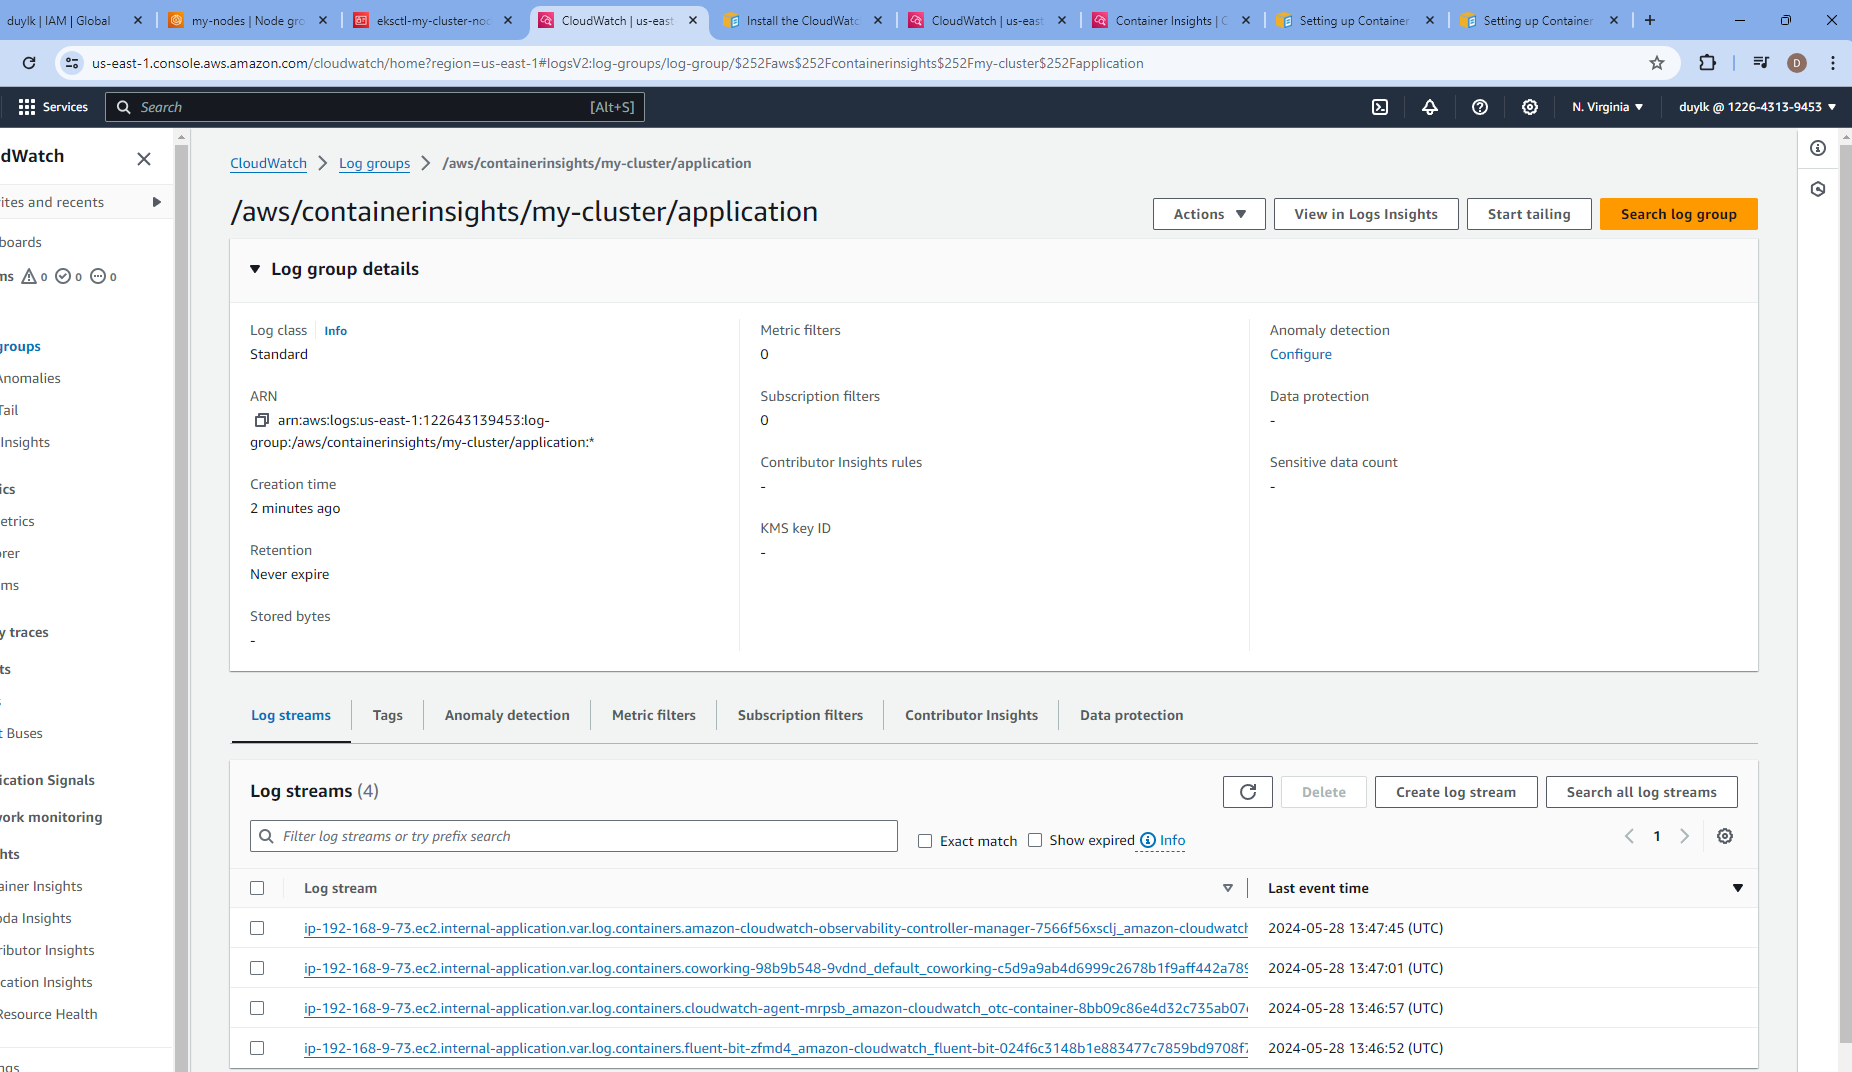 duylk | IAM | Global
my-nodes | Node gro
eksctl-my-cluster-nod
CloudWatch | us-east
Install the CloudWatc
CloudWatch | us-east
Container Insights | C
Setting up Container
Setting up Container
us-east-1.console.aws.amazon.com/cloudwatch/home?region=us-east-1#logsV2:log-groups/log-group/$252Faws$252Fcontainerinsights$252Fmy-cluster$252Fapplication
D
Services
Search
[Alt+S]
N. Virginia
duylk @ 1226-4313-9453
dWatch
ites and recents
boards
ms 0 0 0
groups
Anomalies
Tail
Insights
ics
etrics
orer
ms
y traces
ts
s
t Buses
ication Signals
ork monitoring
hts
ainer Insights
oda Insights
ributor Insights
cation Insights
Resource Health
ngs
CloudWatch
Log groups
/aws/containerinsights/my-cluster/application
/aws/containerinsights/my-cluster/application
Actions
View in Logs Insights
Start tailing
Search log group
Log group details
Log class
Info
Standard
ARN
arn:aws:logs:us-east-1:122643139453:log-
group:/aws/containerinsights/my-cluster/application:*
Creation time
2 minutes ago
Retention
Never expire
Stored bytes
-
Metric filters
0
Subscription filters
0
Contributor Insights rules
-
KMS key ID
-
Anomaly detection
Configure
Data protection
-
Sensitive data count
-
Log streams
Tags
Anomaly detection
Metric filters
Subscription filters
Contributor Insights
Data protection
Log streams (4)
Delete
Create log stream
Search all log streams
Filter log streams or try prefix search
Exact match
Show expired
Info
1
Log stream
Last event time
ip-192-168-9-73.ec2.internal-application.var.log.containers.amazon-cloudwatch-observability-controller-manager-7566f56xsclj_amazon-cloudwatch
2024-05-28 13:47:45 (UTC)
ip-192-168-9-73.ec2.internal-application.var.log.containers.coworking-98b9b548-9vdnd_default_coworking-c5d9a9ab4d6999c2678b1f9aff442a789
2024-05-28 13:47:01 (UTC)
ip-192-168-9-73.ec2.internal-application.var.log.containers.cloudwatch-agent-mrpsb_amazon-cloudwatch_otc-container-8bb09c86e4d32c735ab07
2024-05-28 13:46:57 (UTC)
ip-192-168-9-73.ec2.internal-application.var.log.containers.fluent-bit-zfmd4_amazon-cloudwatch_fluent-bit-024f6c3148b1e883477c7859bd9708f7
2024-05-28 13:46:52 (UTC)